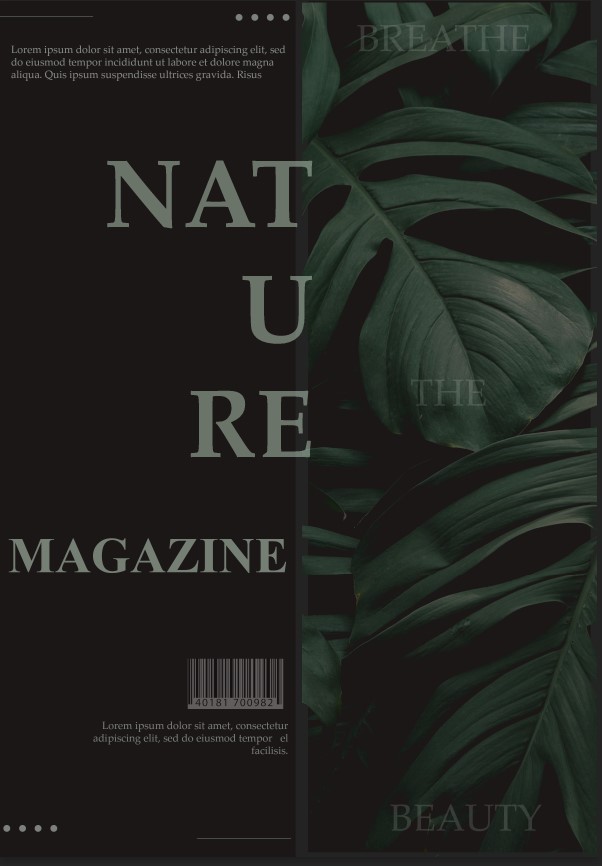 Lorem ipsum dolor sit amet, consectetur adipiscing elit, sed
do eiusmod tempor incididunt ut labore et dolore magna
aliqua. Quis ipsum suspendisse ultrices gravida. Risus
NAT
U
RE
MAGAZINE
40181 700982
Lorem ipsum dolor sit amet, consectetur
adipiscing elit, sed do eiusmod tempor el
facilisis.
BREATHE
THE
BEAUTY